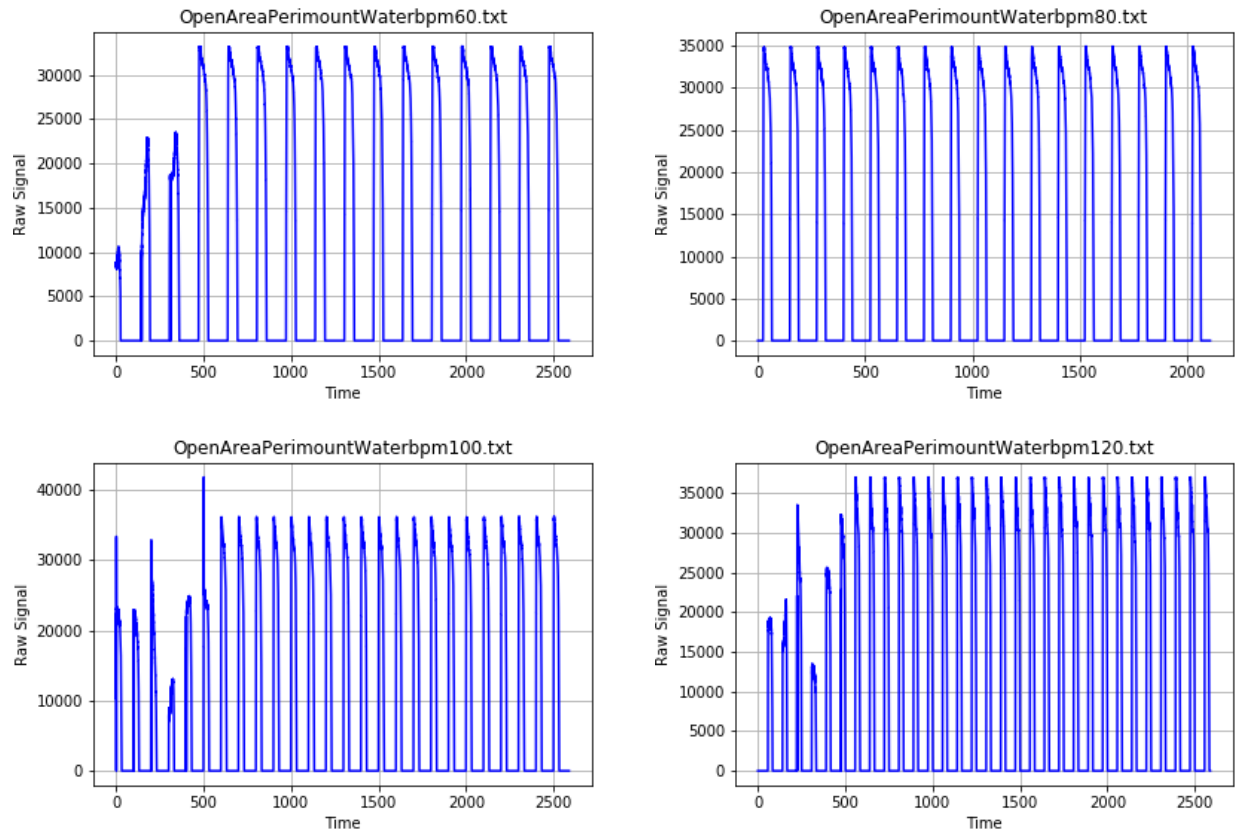 OpenAreaPerimountWaterbpm60.txt
Raw Signal
30000
25000
20000
15000
10000
5000
0
0 500 1000 1500 2000 2500
Time
OpenAreaPerimountWaterbpm80.txt
Raw Signal
35000
30000
25000
20000
15000
10000
5000
0
0 500 1000 1500 2000
Time
OpenAreaPerimountWaterbpm100.txt
Raw Signal
40000
30000
20000
10000
0
0 500 1000 1500 2000 2500
Time
OpenAreaPerimountWaterbpm120.txt
Raw Signal
35000
30000
25000
20000
15000
10000
5000
0
0 500 1000 1500 2000 2500
Time